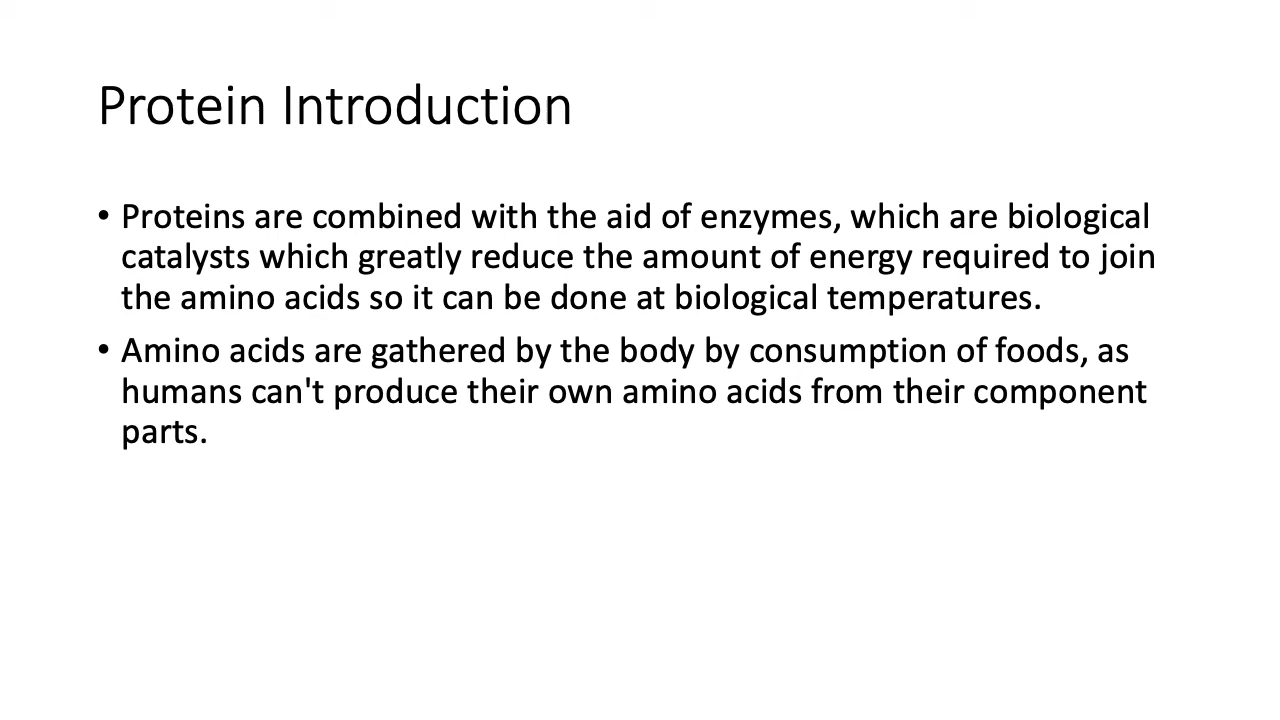 Protein Introduction
• Proteins are combined with the aid of enzymes, which are biological
catalysts which greatly reduce the amount of energy required to join
the amino acids so it can be done at biological temperatures.
• Amino acids are gathered by the body by consumption of foods, as
humans can't produce their own amino acids from their component
parts.